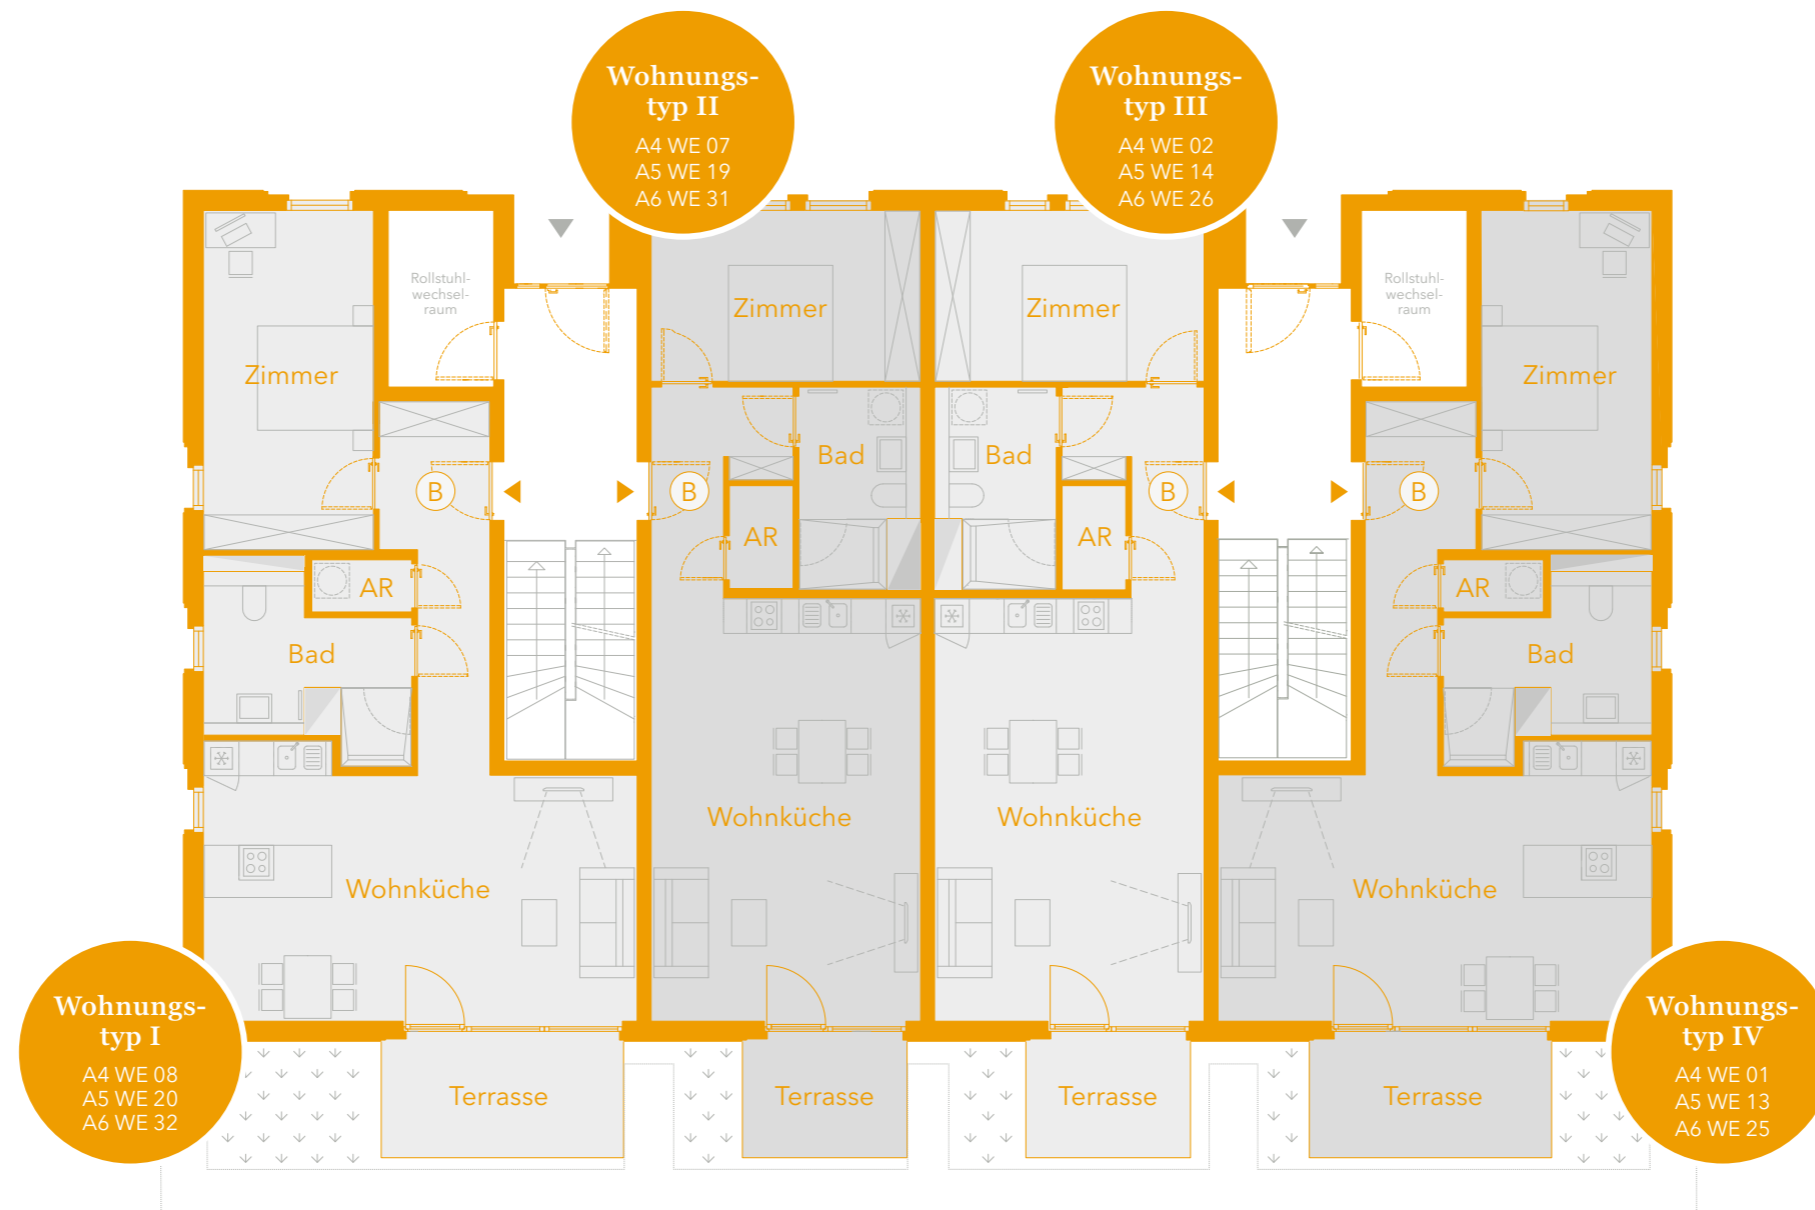 Wohnungs-
typ II
A4 WE 07
A5 WE 19
A6 WE 31
Wohnungs-
typ III
A4 WE 02
A5 WE 14
A6 WE 26
Rollstuhl-
wechsel-
raum
Zimmer
Zimmer
Rollstuhl-
wechsel-
raum
Zimmer
Zimmer
Bad
Bad
B
B
B
B
AR
AR
AR
AR
Bad
Bad
Wohnküche
Wohnküche
Wohnküche
Wohnküche
Wohnungs-
typ I
A4 WE 08
A5 WE 20
A6 WE 32
Terrasse
Terrasse
Terrasse
Terrasse
Wohnungs-
typ IV
A4 WE 01
A5 WE 13
A6 WE 25